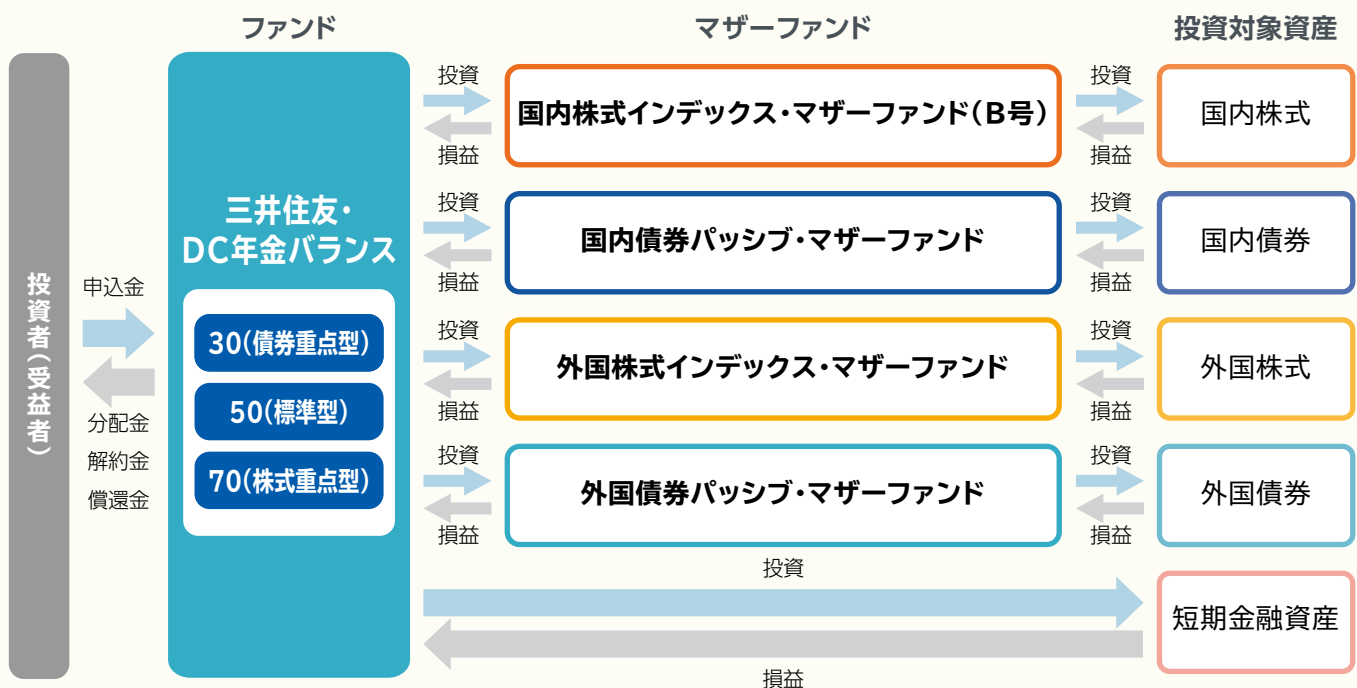 ファンド
マザーファンド
投資対象資産
投資者(受益者)
申込金
分配金
解約金
償還金
三井住友・
DC年金バランス
30(債券重点型)
50(標準型)
70(株式重点型)
投資
国内株式インデックス・マザーファンド(B号)
損益
投資
国内株式
損益
投資
国内債券パッシブ・マザーファンド
損益
投資
国内債券
損益
投資
外国株式インデックス・マザーファンド
損益
投資
外国株式
損益
投資
外国債券パッシブ・マザーファンド
損益
投資
外国債券
損益
投資
短期金融資産
損益